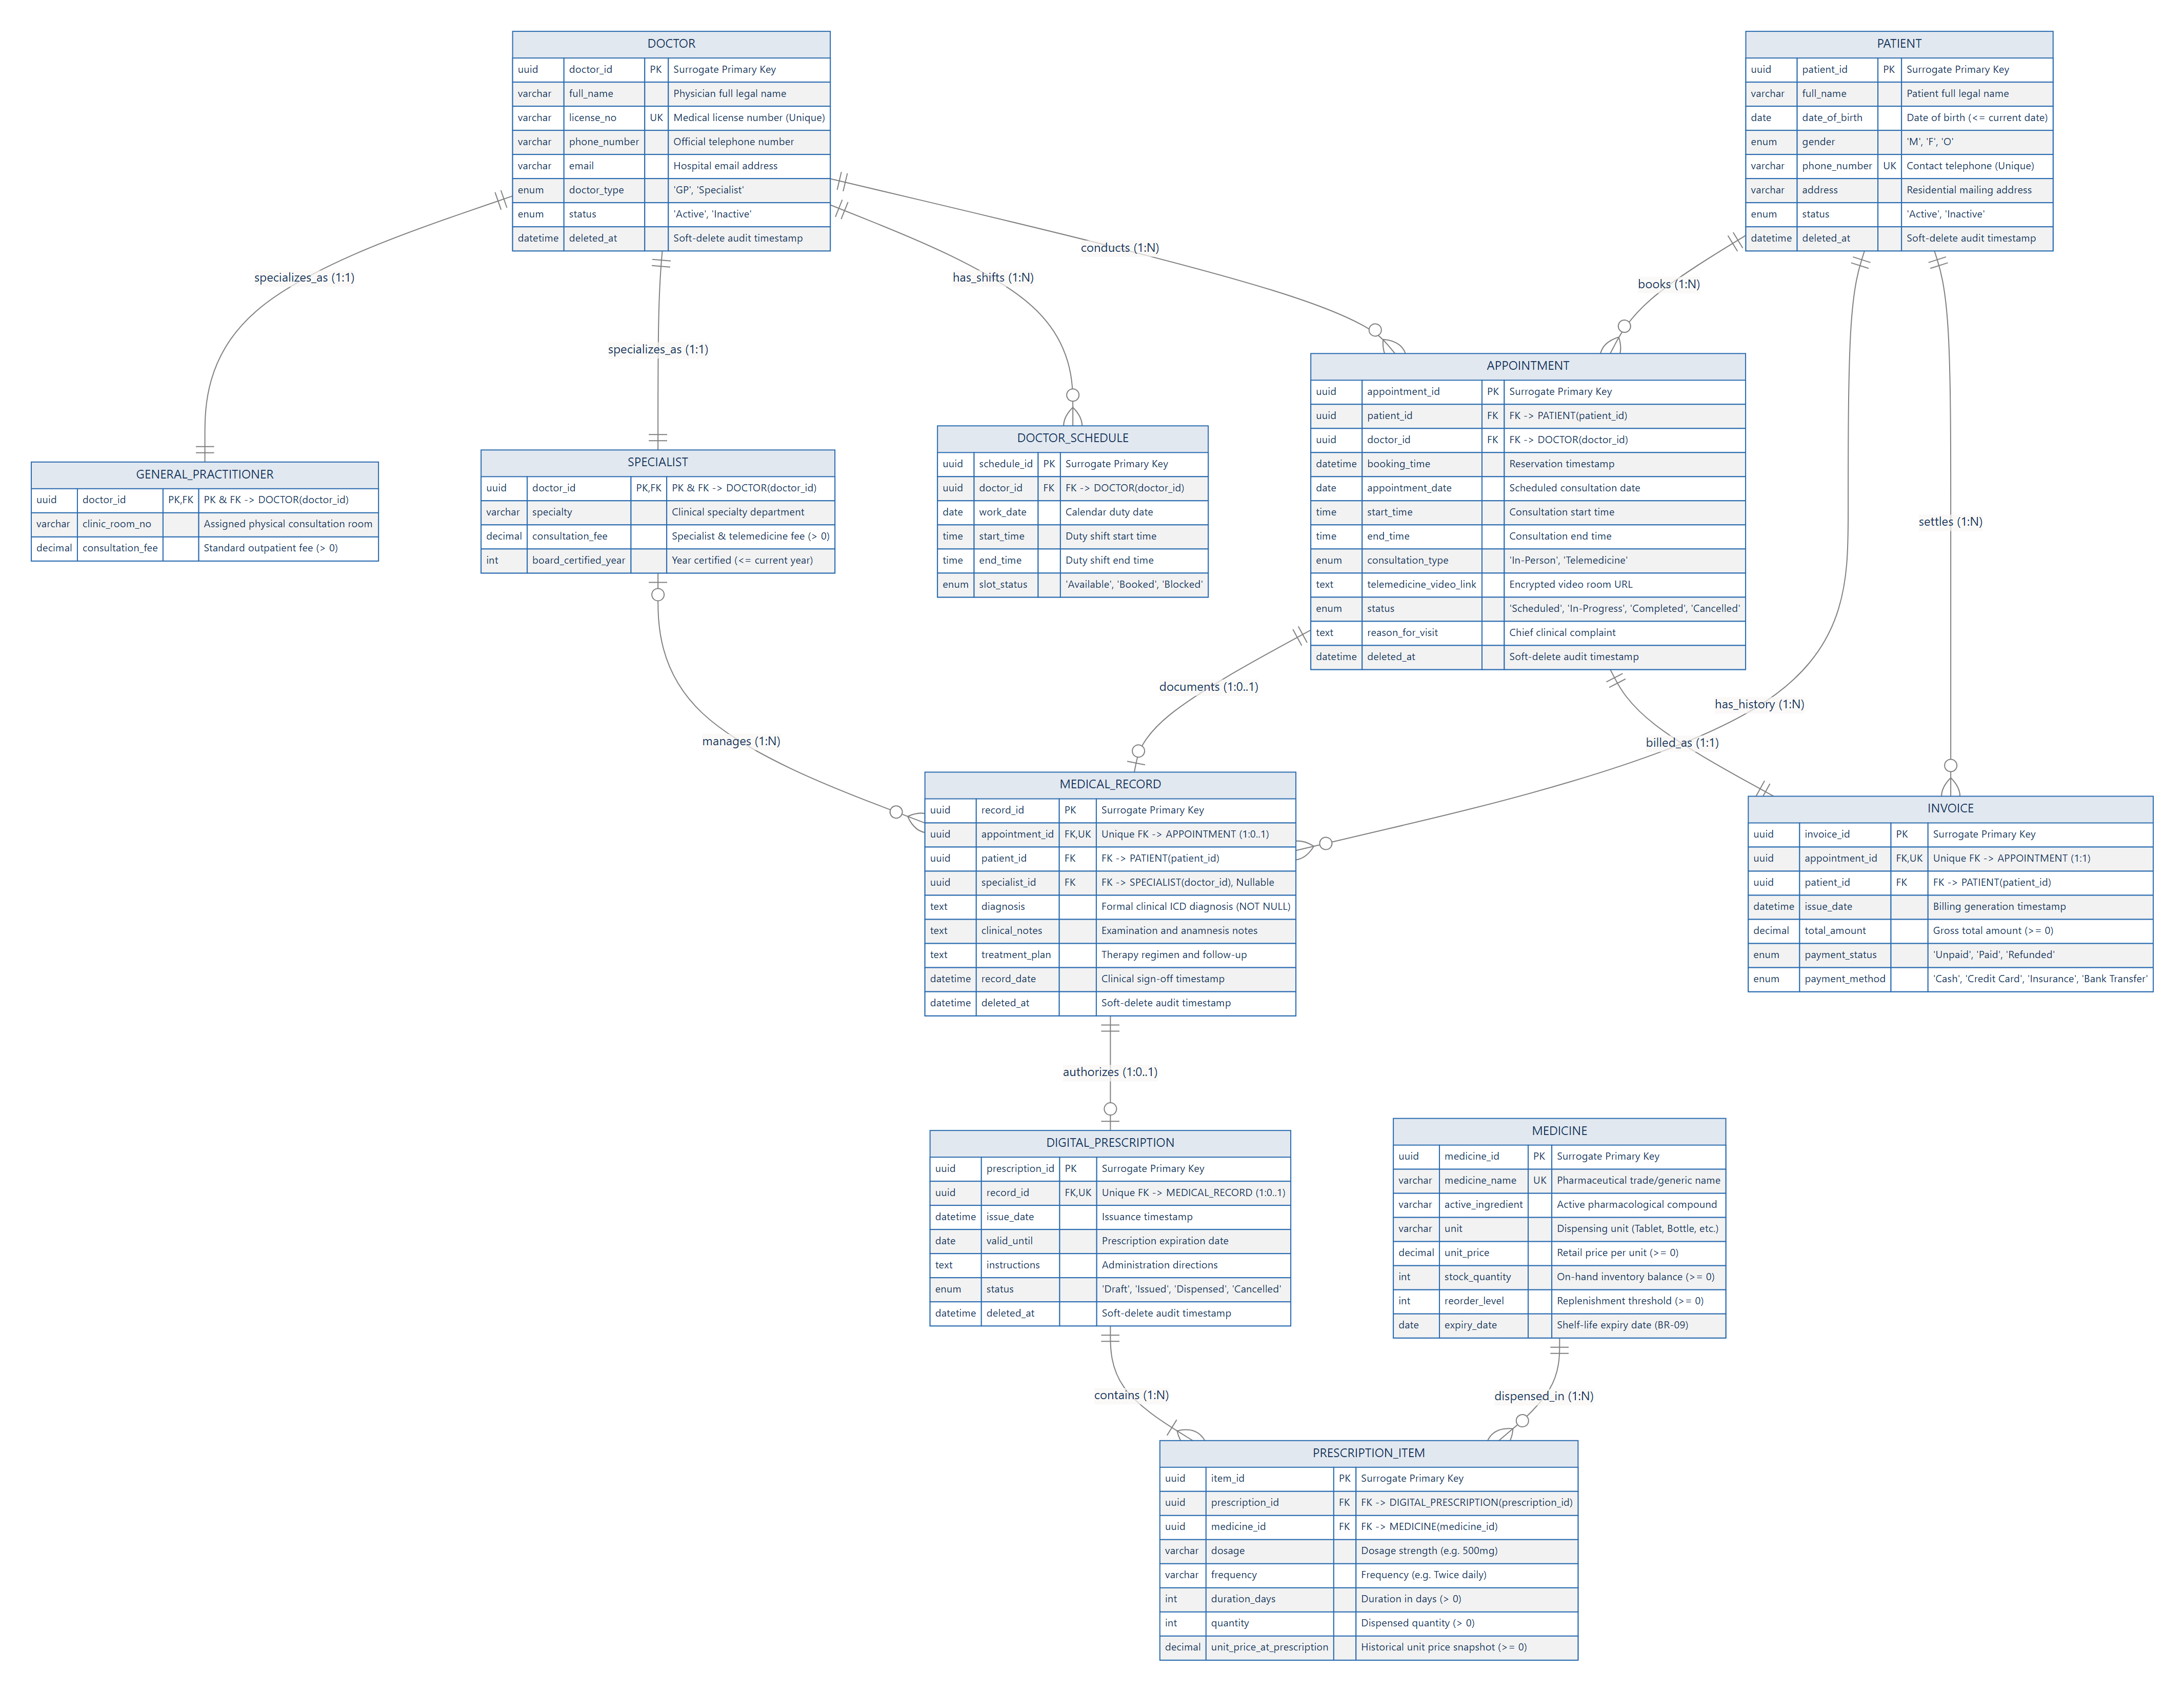 DOCTOR
uuid doctor_id PK Surrogate Primary Key
varchar full_name Physician full legal name
varchar license_no UK Medical license number (Unique)
varchar phone_number Official telephone number
varchar email Hospital email address
enum doctor_type 'GP', 'Specialist'
enum status 'Active', 'Inactive'
datetime deleted_at Soft-delete audit timestamp
PATIENT
uuid patient_id PK Surrogate Primary Key
varchar full_name Patient full legal name
date date_of_birth Date of birth (<= current date)
enum gender 'M', 'F', 'O'
varchar phone_number UK Contact telephone (Unique)
varchar address Residential mailing address
enum status 'Active', 'Inactive'
datetime deleted_at Soft-delete audit timestamp
conducts (1:N)
specializes_as (1:1)
has_shifts (1:N)
books (1:N)
specializes_as (1:1)
APPOINTMENT
uuid appointment_id PK Surrogate Primary Key
uuid patient_id FK FK -> PATIENT(patient_id)
uuid doctor_id FK FK -> DOCTOR(doctor_id)
datetime booking_time Reservation timestamp
date appointment_date Scheduled consultation date
time start_time Consultation start time
time end_time Consultation end time
enum consultation_type 'In-Person', 'Telemedicine'
text telemedicine_video_link Encrypted video room URL
enum status 'Scheduled', 'In-Progress', 'Completed', 'Cancelled'
text reason_for_visit Chief clinical complaint
datetime deleted_at Soft-delete audit timestamp
GENERAL_PRACTITIONER
uuid doctor_id PK,FK PK & FK -> DOCTOR(doctor_id)
varchar clinic_room_no Assigned physical consultation room
decimal consultation_fee Standard outpatient fee (> 0)
SPECIALIST
uuid doctor_id PK,FK PK & FK -> DOCTOR(doctor_id)
varchar specialty Clinical specialty department
decimal consultation_fee Specialist & telemedicine fee (> 0)
int board_certified_year Year certified (<= current year)
DOCTOR_SCHEDULE
uuid schedule_id PK Surrogate Primary Key
uuid doctor_id FK FK -> DOCTOR(doctor_id)
date work_date Calendar duty date
time start_time Duty shift start time
time end_time Duty shift end time
enum slot_status 'Available', 'Booked', 'Blocked'
settles (1:N)
documents (1:0..1)
has_history (1:N)
manages (1:N)
billed_as (1:1)
MEDICAL_RECORD
uuid record_id PK Surrogate Primary Key
uuid appointment_id FK,UK Unique FK -> APPOINTMENT (1:0..1)
uuid patient_id FK FK -> PATIENT(patient_id)
uuid specialist_id FK FK -> SPECIALIST(doctor_id), Nullable
text diagnosis Formal clinical ICD diagnosis (NOT NULL)
text clinical_notes Examination and anamnesis notes
text treatment_plan Therapy regimen and follow-up
datetime record_date Clinical sign-off timestamp
datetime deleted_at Soft-delete audit timestamp
INVOICE
uuid invoice_id PK Surrogate Primary Key
uuid appointment_id FK,UK Unique FK -> APPOINTMENT (1:1)
uuid patient_id FK FK -> PATIENT(patient_id)
datetime issue_date Billing generation timestamp
decimal total_amount Gross total amount (>= 0)
enum payment_status 'Unpaid', 'Paid', 'Refunded'
enum payment_method 'Cash', 'Credit Card', 'Insurance', 'Bank Transfer'
authorizes (1:0..1)
DIGITAL_PRESCRIPTION
uuid prescription_id PK Surrogate Primary Key
uuid record_id FK,UK Unique FK -> MEDICAL_RECORD (1:0..1)
datetime issue_date Issuance timestamp
date valid_until Prescription expiration date
text instructions Administration directions
enum status 'Draft', 'Issued', 'Dispensed', 'Cancelled'
datetime deleted_at Soft-delete audit timestamp
MEDICINE
uuid medicine_id PK Surrogate Primary Key
varchar medicine_name UK Pharmaceutical trade/generic name
varchar active_ingredient Active pharmacological compound
varchar unit Dispensing unit (Tablet, Bottle, etc.)
decimal unit_price Retail price per unit (>= 0)
int stock_quantity On-hand inventory balance (>= 0)
int reorder_level Replenishment threshold (>= 0)
date expiry_date Shelf-life expiry date (BR-09)
contains (1:N)
dispensed_in (1:N)
PRESCRIPTION_ITEM
uuid item_id PK Surrogate Primary Key
uuid prescription_id FK FK -> DIGITAL_PRESCRIPTION(prescription_id)
uuid medicine_id FK FK -> MEDICINE(medicine_id)
varchar dosage Dosage strength (e.g. 500mg)
varchar frequency Frequency (e.g. Twice daily)
int duration_days Duration in days (> 0)
int quantity Dispensed quantity (> 0)
decimal unit_price_at_prescription Historical unit price snapshot (>= 0)